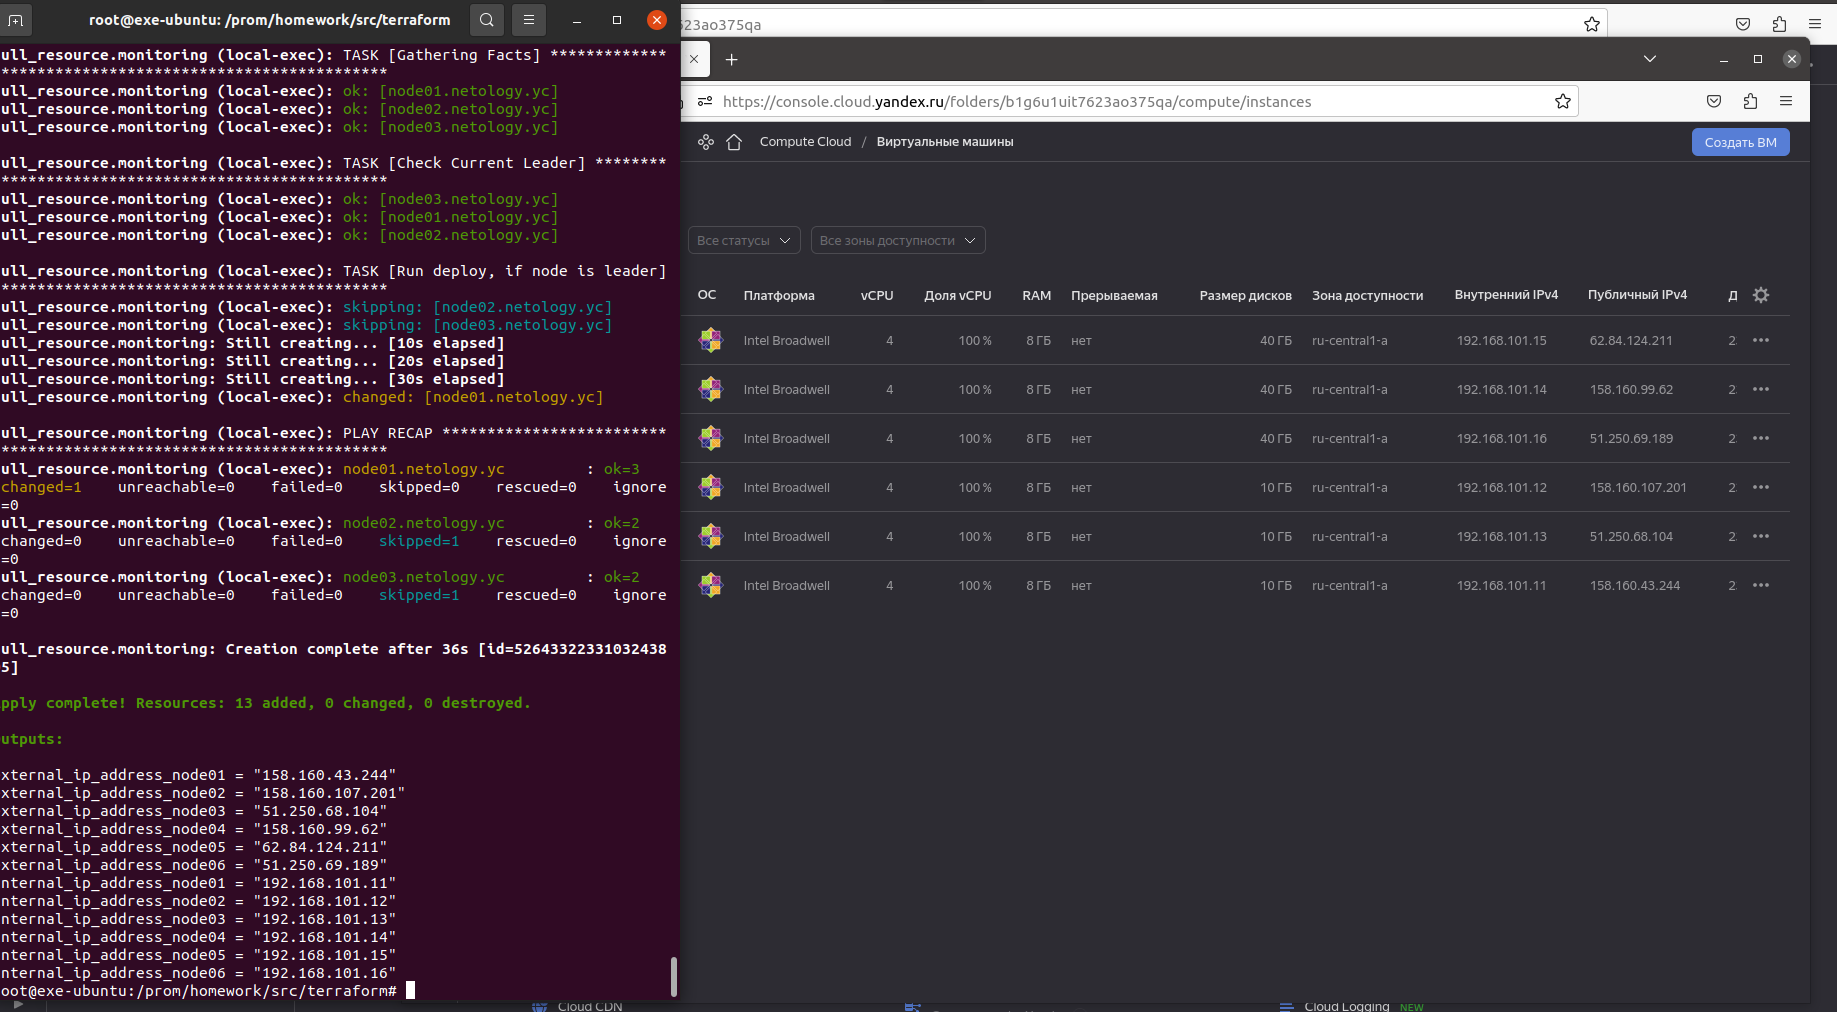 root@exe-ubuntu: /prom/homework/src/terraform
ull_resource.monitoring (local-exec): TASK [Gathering Facts] *************
*******************************************
ull_resource.monitoring (local-exec): ok: [node01.netology.yc]
ull_resource.monitoring (local-exec): ok: [node02.netology.yc]
ull_resource.monitoring (local-exec): ok: [node03.netology.yc]
ull_resource.monitoring (local-exec): TASK [Check Current Leader] ********
*******************************************
ull_resource.monitoring (local-exec): ok: [node03.netology.yc]
ull_resource.monitoring (local-exec): ok: [node01.netology.yc]
ull_resource.monitoring (local-exec): ok: [node02.netology.yc]
ull_resource.monitoring (local-exec): TASK [Run deploy, if node is leader]
*******************************************
ull_resource.monitoring (local-exec): skipping: [node02.netology.yc]
ull_resource.monitoring (local-exec): skipping: [node03.netology.yc]
ull_resource.monitoring: Still creating... [10s elapsed]
ull_resource.monitoring: Still creating... [20s elapsed]
ull_resource.monitoring: Still creating... [30s elapsed]
ull_resource.monitoring (local-exec): changed: [node01.netology.yc]
ull_resource.monitoring (local-exec): PLAY RECAP *************************
*******************************************
ull_resource.monitoring (local-exec): node01.netology.yc : ok=3
changed=1 unreachable=0 failed=0 skipped=0 rescued=0 ignore
=0
ull_resource.monitoring (local-exec): node02.netology.yc : ok=2
changed=0 unreachable=0 failed=0 skipped=1 rescued=0 ignore
=0
ull_resource.monitoring (local-exec): node03.netology.yc : ok=2
changed=0 unreachable=0 failed=0 skipped=1 rescued=0 ignore
=0
ull_resource.monitoring: Creation complete after 36s [id=52643322331032438
5]
pply complete! Resources: 13 added, 0 changed, 0 destroyed.
utputs:
xternal_ip_address_node01 = "158.160.43.244"
xternal_ip_address_node02 = "158.160.107.201"
xternal_ip_address_node03 = "51.250.68.104"
xternal_ip_address_node04 = "158.160.99.62"
xternal_ip_address_node05 = "62.84.124.211"
xternal_ip_address_node06 = "51.250.69.189"
nternal_ip_address_node01 = "192.168.101.11"
nternal_ip_address_node02 = "192.168.101.12"
nternal_ip_address_node03 = "192.168.101.13"
nternal_ip_address_node04 = "192.168.101.14"
nternal_ip_address_node05 = "192.168.101.15"
nternal_ip_address_node06 = "192.168.101.16"
oot@exe-ubuntu:/prom/homework/src/terraform#
623ao375qa
https://console.cloud.yandex.ru/folders/b1g6u1uit7623ao375qa/compute/instances
Compute Cloud / Виртуальные машины
Создать ВМ
Все статусы Все зоны доступности
ОС Платформа vCPU Доля vCPU RAM Прерываемая Размер дисков Зона доступности Внутренний IPv4 Публичный IPv4 Д
Intel Broadwell 4 100 % 8 ГБ нет 40 ГБ ru-central1-a 192.168.101.15 62.84.124.211 2
Intel Broadwell 4 100 % 8 ГБ нет 40 ГБ ru-central1-a 192.168.101.14 158.160.99.62 2
Intel Broadwell 4 100 % 8 ГБ нет 40 ГБ ru-central1-a 192.168.101.16 51.250.69.189 2
Intel Broadwell 4 100 % 8 ГБ нет 10 ГБ ru-central1-a 192.168.101.12 158.160.107.201 2
Intel Broadwell 4 100 % 8 ГБ нет 10 ГБ ru-central1-a 192.168.101.13 51.250.68.104 2
Intel Broadwell 4 100 % 8 ГБ нет 10 ГБ ru-central1-a 192.168.101.11 158.160.43.244 2
Cloud CDN
Cloud Logging NEW